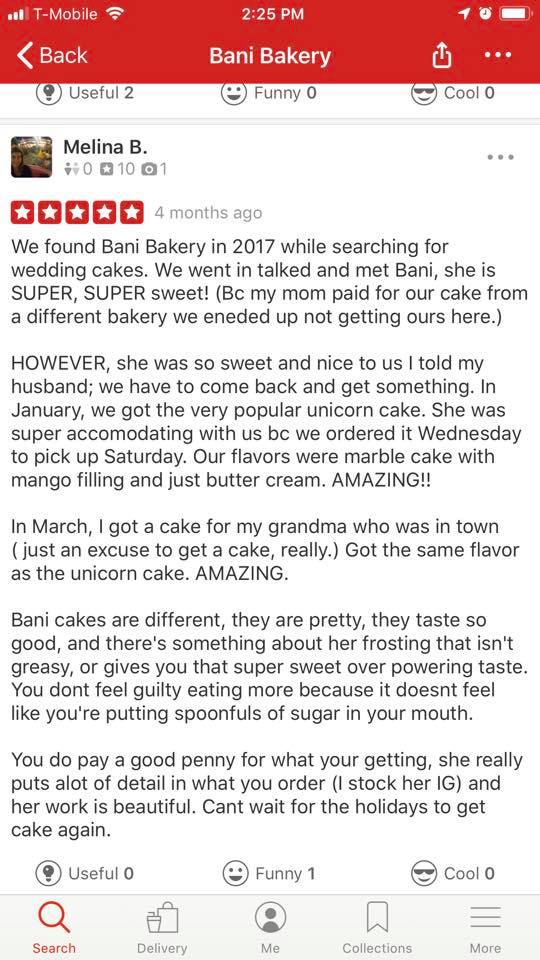 T-Mobile 2:25 PM
Back Bani Bakery
Useful 2 Funny 0 Cool 0
Melina B.
0 10 1
4 months ago
We found Bani Bakery in 2017 while searching for
wedding cakes. We went in talked and met Bani, she is
SUPER, SUPER sweet! (Bc my mom paid for our cake from
a different bakery we eneded up not getting ours here.)
HOWEVER, she was so sweet and nice to us I told my
husband; we have to come back and get something. In
January, we got the very popular unicorn cake. She was
super accomodating with us bc we ordered it Wednesday
to pick up Saturday. Our flavors were marble cake with
mango filling and just butter cream. AMAZING!!
In March, I got a cake for my grandma who was in town
( just an excuse to get a cake, really.) Got the same flavor
as the unicorn cake. AMAZING.
Bani cakes are different, they are pretty, they taste so
good, and there's something about her frosting that isn't
greasy, or gives you that super sweet over powering taste.
You dont feel guilty eating more because it doesnt feel
like you're putting spoonfuls of sugar in your mouth.
You do pay a good penny for what your getting, she really
puts alot of detail in what you order (I stock her IG) and
her work is beautiful. Cant wait for the holidays to get
cake again.
Useful 0 Funny 1 Cool 0
Search Delivery Me Collections More